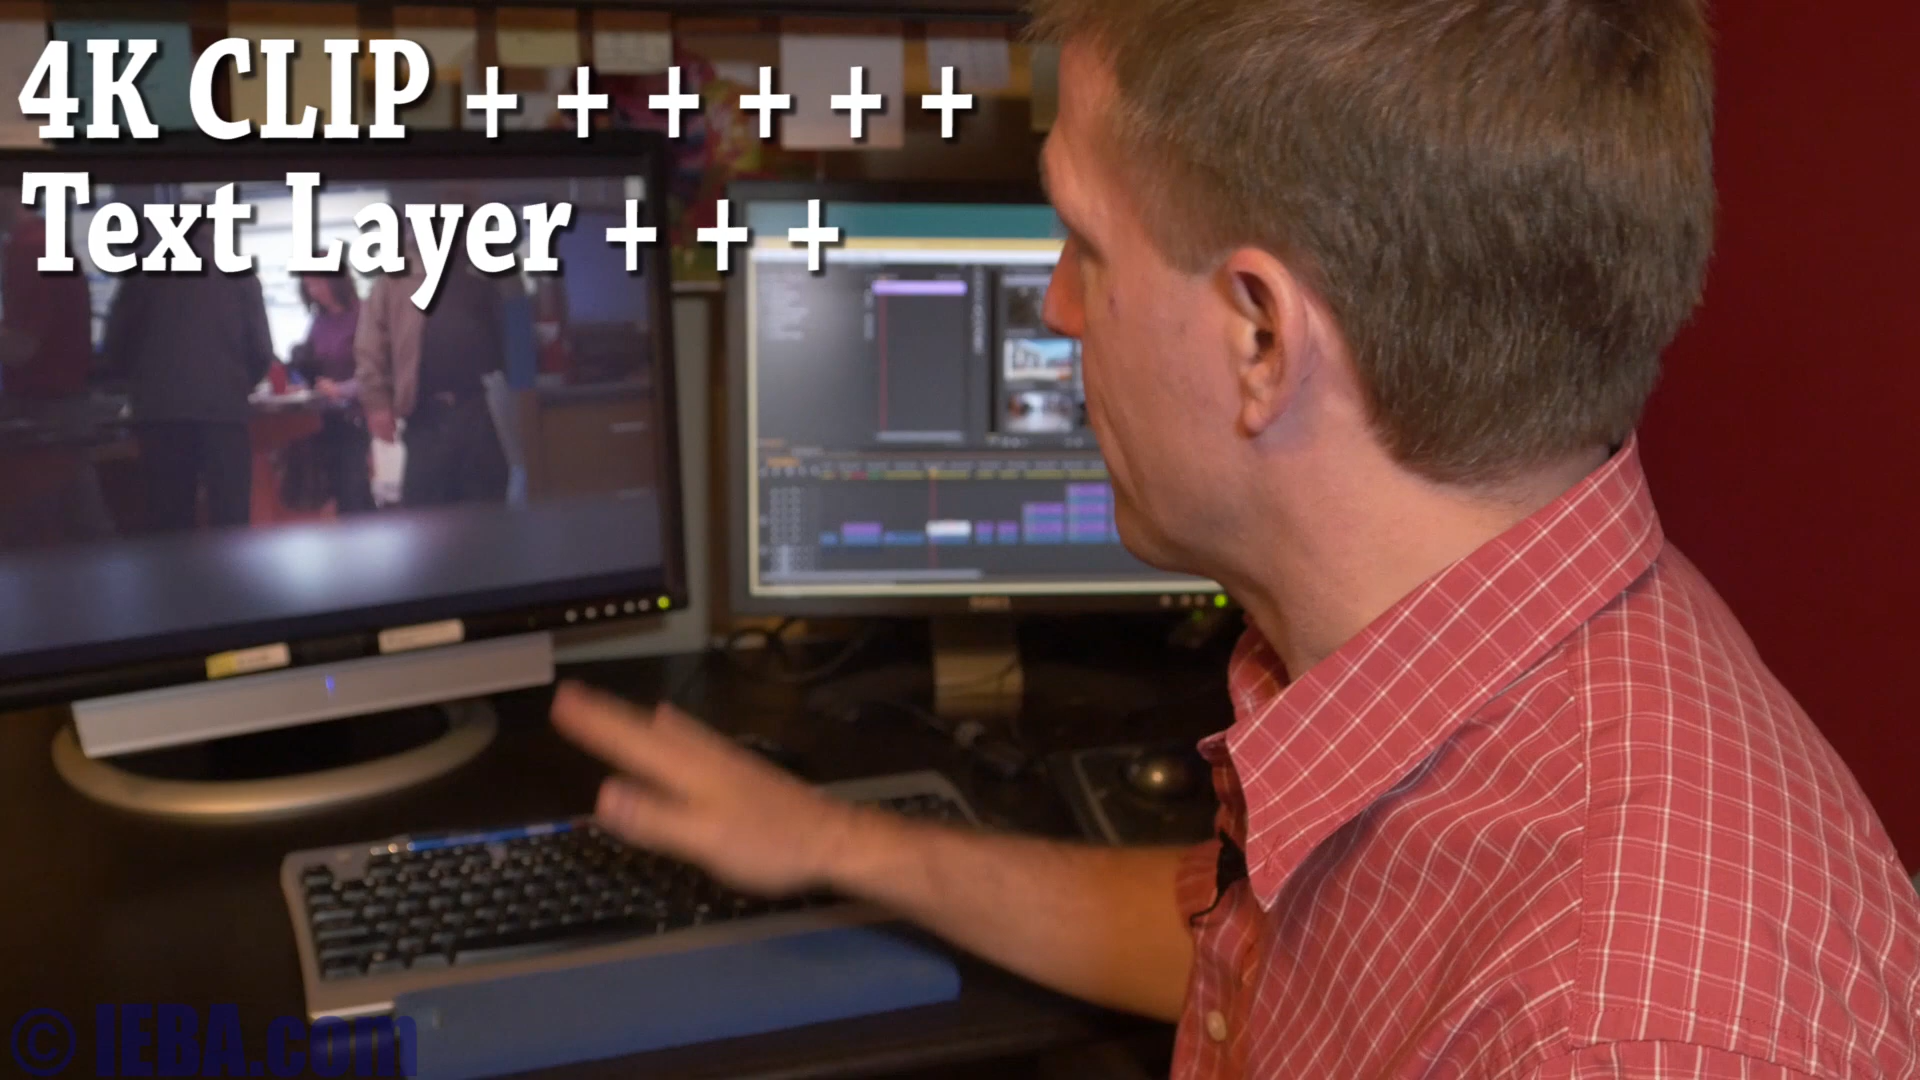 4K CLIP + + + + + +
Text Layer + + +
© IEBA.com